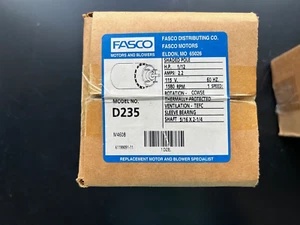 FASCO
MOTORS AND BLOWERS
FASCO DISTRIBUTING CO.
FASCO MOTORS
ELDON, MO 65026
SHADED POLE
H.P. 1/12
AMPS: 2.2
115 V. 60 HZ.
1580 RPM 1 SPEED
ROTATION - CCWSE
THERMALLY-PROTECTED
VENTILATION - TEFC
SLEEVE BEARING
SHAFT 5/16 X 2-1/4
MODEL NO.
D235
REPLACEMENT MOTOR AND BLOWER SPECIALIST